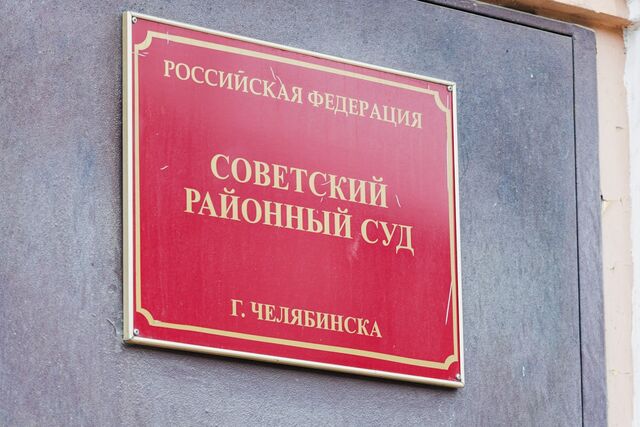 РОССИЙСКАЯ ФЕДЕРАЦИЯ
СОВЕТСКИЙ
РАЙОННЫЙ СУД
Г. ЧЕЛЯБИНСКА